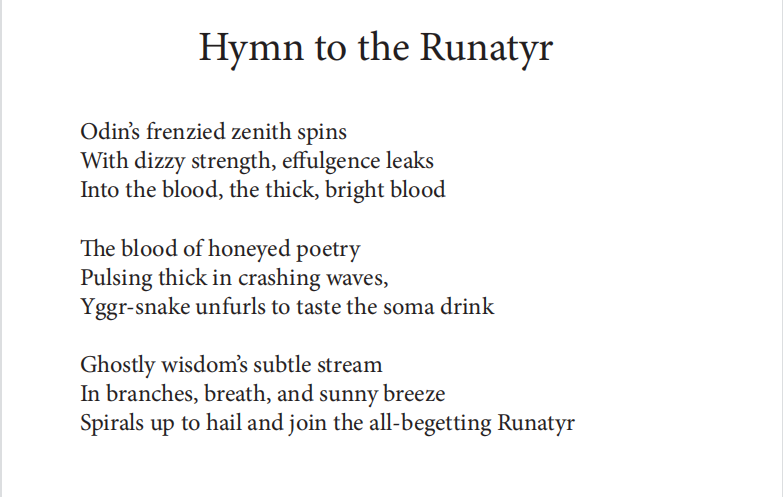 Hymn to the Runatyr
Odin’s frenzied zenith spins
With dizzy strength, effulgence leaks
Into the blood, the thick, bright blood
The blood of honeyed poetry
Pulsing thick in crashing waves,
Yggr-snake unfurls to taste the soma drink
Ghostly wisdom’s subtle stream
In branches, breath, and sunny breeze
Spirals up to hail and join the all-begetting Runatyr